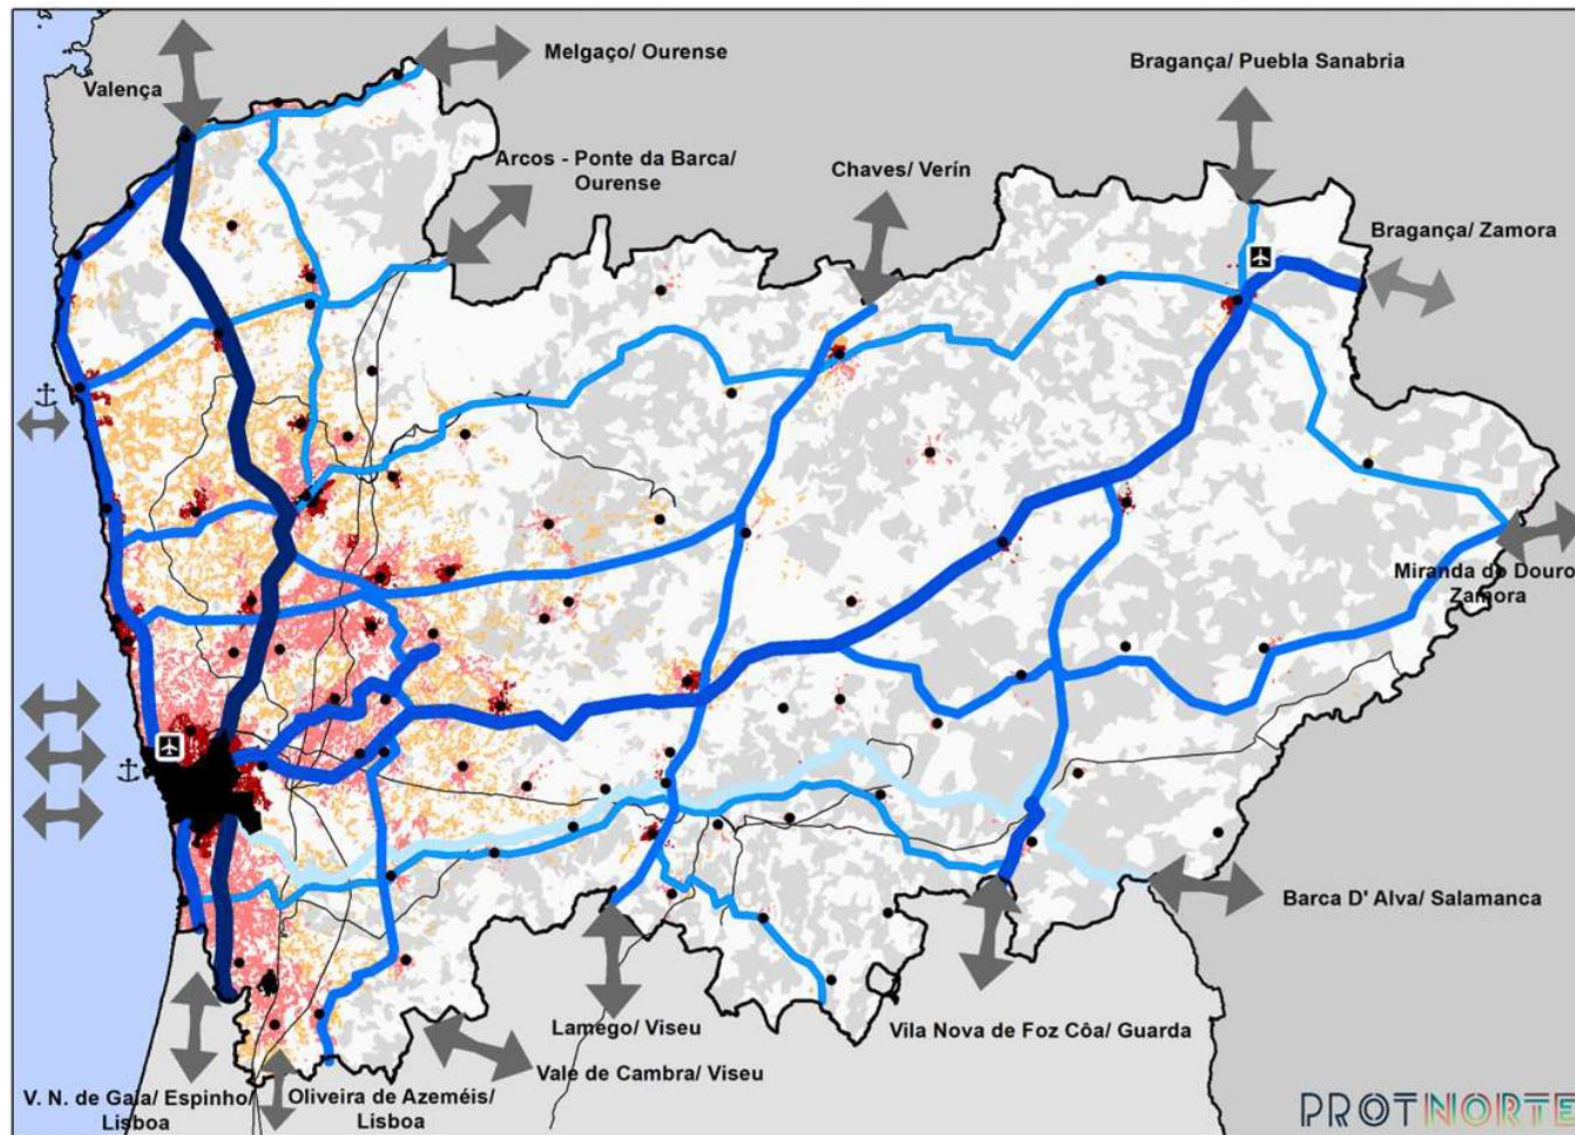 Melgaço/ Ourense
Bragança/ Puebla Sanabria
Valença
Arcos - Ponte da Barca/
Ourense
Chaves/ Verín
Bragança/ Zamora
Miranda do Douro
Zamora
Barca D' Alva/ Salamanca
Lamego/ Viseu
Vila Nova de Foz Côa/ Guarda
Vale de Cambra/ Viseu
V. N. de Gaia/ Espinho/
Lisboa
Oliveira de Azeméis/
Lisboa
PROTNORTE